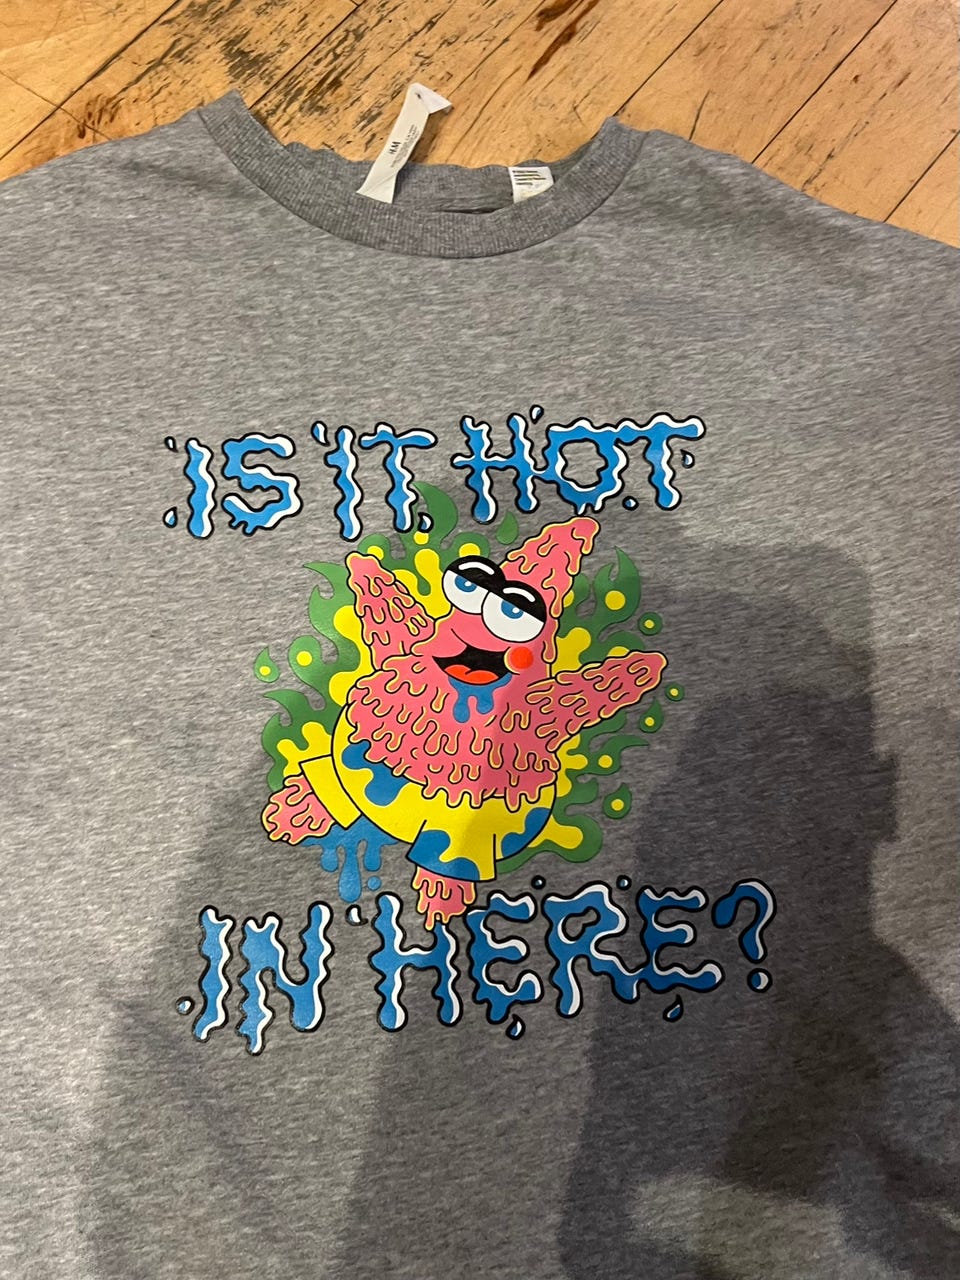 H&M
IS IT HOT
IN HERE?